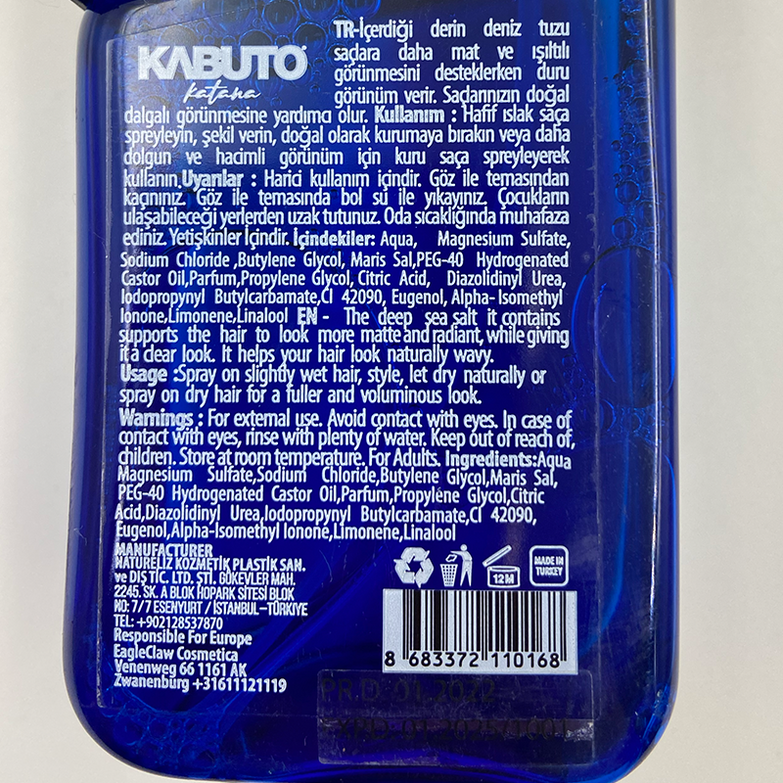 KABUTO
katana
TR-İçerdiği derin deniz tuzu
saçlara daha mat ve ışıltılı
görünmesini desteklerken duru
görünüm verir. Saçlarınızın doğal
dalgalı görünmesine yardımcı olur. Kullanım : Hafif ıslak saça
spreyleyin, şekil verin, doğal olarak kurumaya bırakın veya daha
dolgun ve hacimli görünüm için kuru saça spreyleyerek
kullanın.Uyarılar : Harici kullanım içindir. Göz ile temasından
kaçınınız. Göz ile temasında bol su ile yıkayınız. Çocukların
ulaşabileceği yerlerden uzak tutunuz. Oda sıcaklığında muhafaza
ediniz. Yetişkinler İçindir. İçindekiler: Aqua, Magnesium Sulfate,
Sodium Chloride ,Butylene Glycol, Maris Sal,PEG-40 Hydrogenated
Castor Oil,Parfum,Propylene Glycol, Citric Acid, Diazolidinyl Urea,
Iodopropynyl Butylcarbamate,CI 42090, Eugenol, Alpha-Isomethyl
Ionone,Limonene,Linalool EN - The deep sea salt it contains
supports the hair to look more matte and radiant, while giving
it a clear look. It helps your hair look naturally wavy.
Usage :Spray on slightly wet hair, style, let dry naturally or
spray on dry hair for a fuller and voluminous look.
Warnings : For external use. Avoid contact with eyes. In case of
contact with eyes, rinse with plenty of water. Keep out of reach of,
children. Store at room temperature. For Adults. Ingredients:Aqua
Magnesium Sulfate,Sodium Chloride,Butylene Glycol,Maris Sal,
PEG-40 Hydrogenated Castor Oil,Parfum,Propylene Glycol,Citric
Acid,Diazolidinyl Urea,Iodopropynyl Butylcarbamate,CI 42090,
Eugenol,Alpha-Isomethyl Ionone,Limonene,Linalool
MANUFACTURER
NATURELİZ KOZMETİK PLASTİK SAN.
ve DIŞ TİC. LTD. ŞTİ. GÖKEVLER MAH.
2245. SK. A BLOK HOPARK SİTESİ BLOK
NO: 7/7 ESENYURT / İSTANBUL-TÜRKİYE
TEL: +902128537870
Responsible For Europe
EagleClaw Cosmetica
Venenweg 66 1161 AK
Zwanenburg +31611121119
12M
MADE IN
TURKEY
8 683372 110168
PR.D: 01.2022
EXP.D: 01.2025/1001